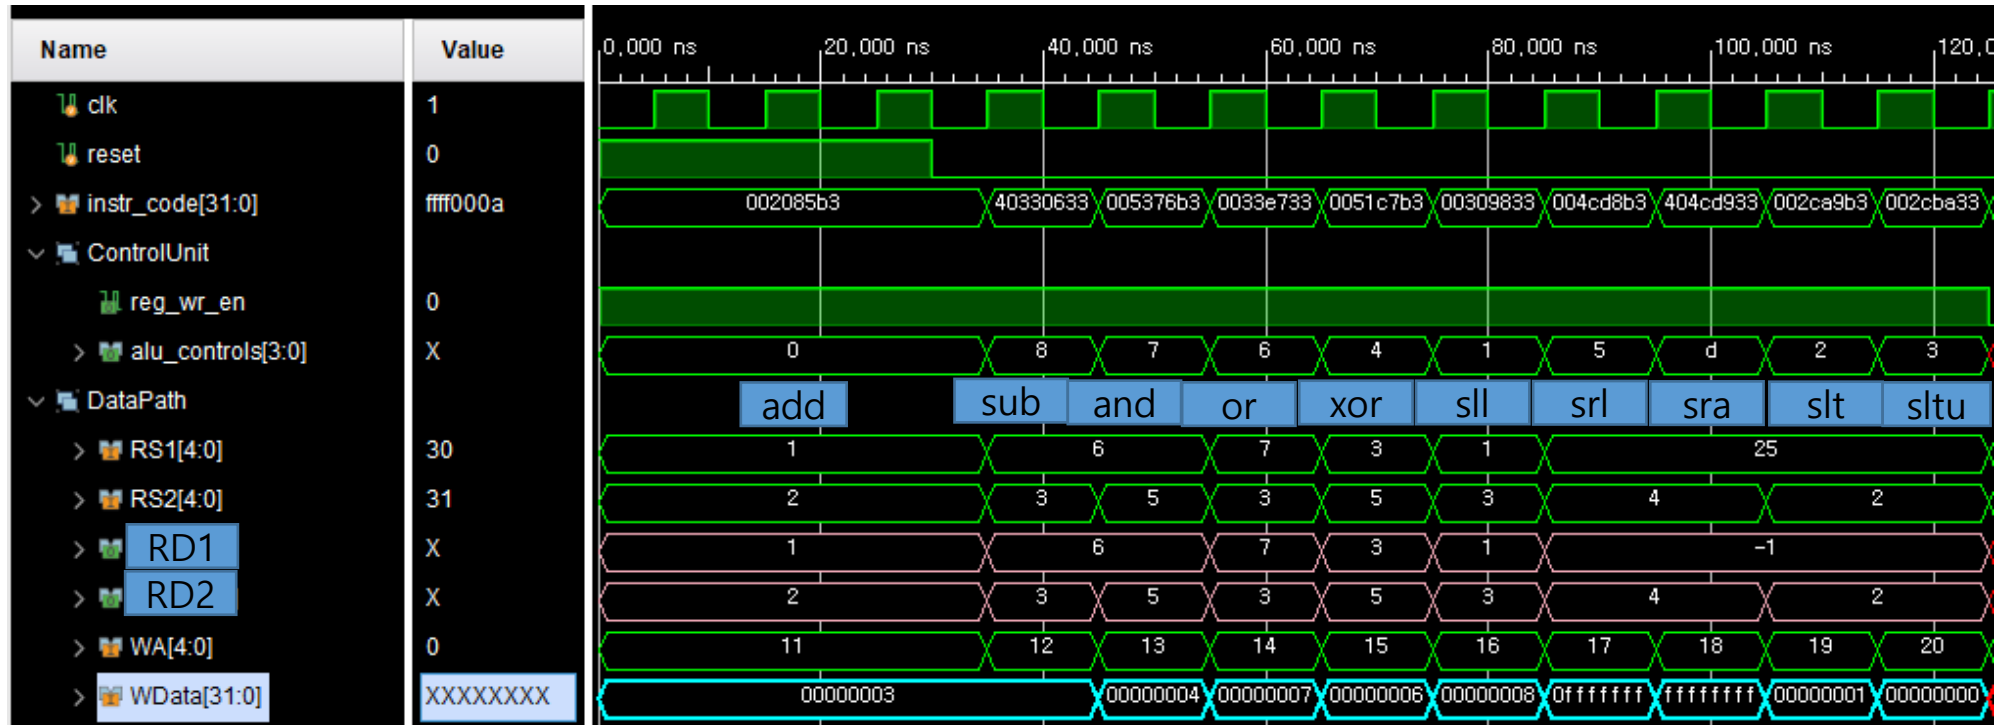 Name Value 0,000 ns 20,000 ns 40,000 ns 60,000 ns 80,000 ns 100,000 ns
clk 1
reset 0
instr_code[31:0] ffff000a 002085b3 40330633 005376b3 0033e733 0051c7b3 00309833 004cd8b3 404cd933 002ca9b3 002cba33
ControlUnit
reg_wr_en 0
alu_controls[3:0] X 0 8 7 6 4 1 5 d 2 3
DataPath add sub and or xor sll srl sra slt sltu
RS1[4:0] 30 1 6 7 3 1 25
RS2[4:0] 31 2 3 5 3 5 3 4 2
RD1 X 1 6 7 3 1 -1
RD2 X 2 3 5 3 5 3 4 2
WA[4:0] 0 11 12 13 14 15 16 17 18 19 20
WData[31:0] XXXXXXXX 00000003 00000004 00000007 00000006 00000008 0fffffff ffffffff 00000001 00000000